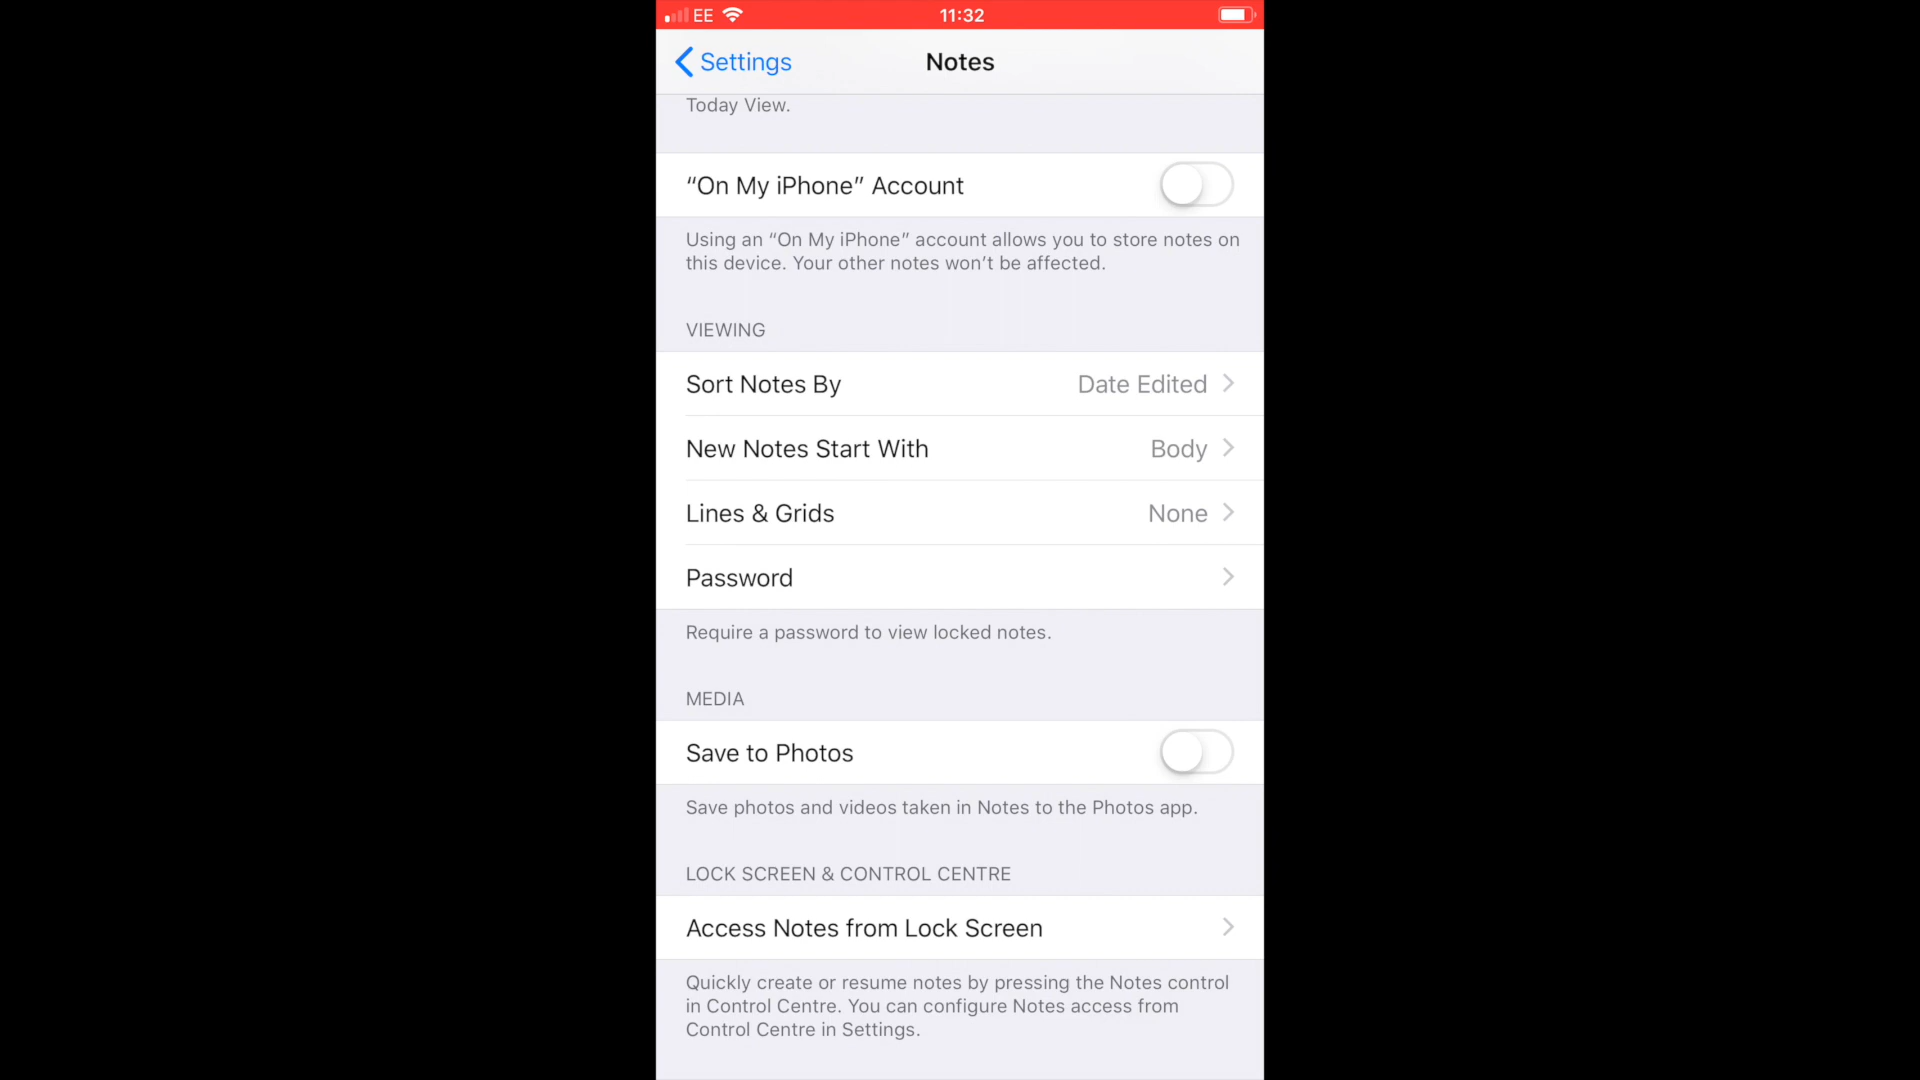 EE 11:32
Settings Notes
Today View.
“On My iPhone” Account
Using an “On My iPhone” account allows you to store notes on
this device. Your other notes won’t be affected.
VIEWING
Sort Notes By Date Edited
New Notes Start With Body
Lines & Grids None
Password
Require a password to view locked notes.
MEDIA
Save to Photos
Save photos and videos taken in Notes to the Photos app.
LOCK SCREEN & CONTROL CENTRE
Access Notes from Lock Screen
Quickly create or resume notes by pressing the Notes control
in Control Centre. You can configure Notes access from
Control Centre in Settings.